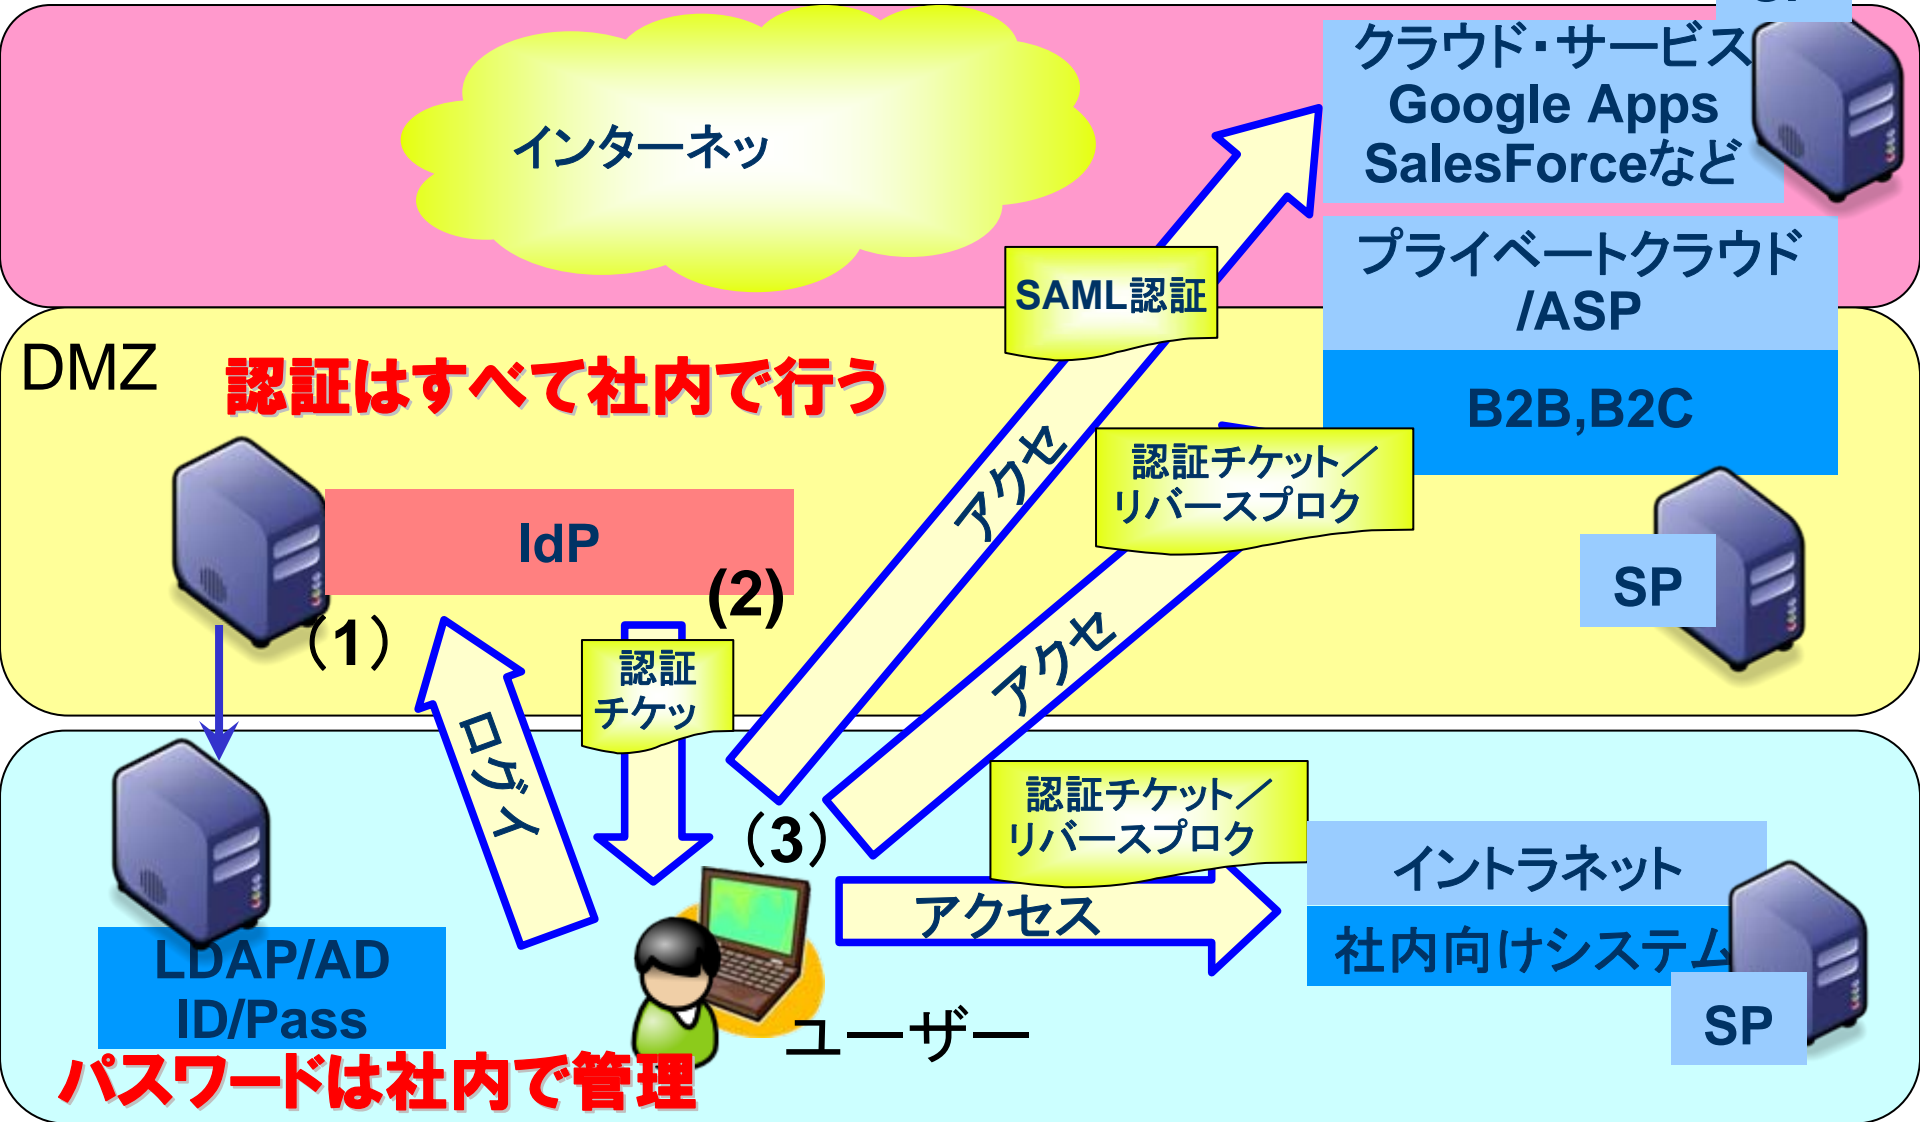 クラウド・サービス
Google Apps
SalesForceなど
インターネッ
プライベートクラウド
/ASP
SAML認証
DMZ
認証はすべて社内で行う
B2B,B2C
アクセ
認証チケット／
リバースプロク
IdP
(2)
SP
（1）
認証
チケッ
アクセ
ログイ
認証チケット／
リバースプロク
（3）
イントラネット
アクセス
社内向けシステム
LDAP/AD
ID/Pass
SP
ユーザー
パスワードは社内で管理